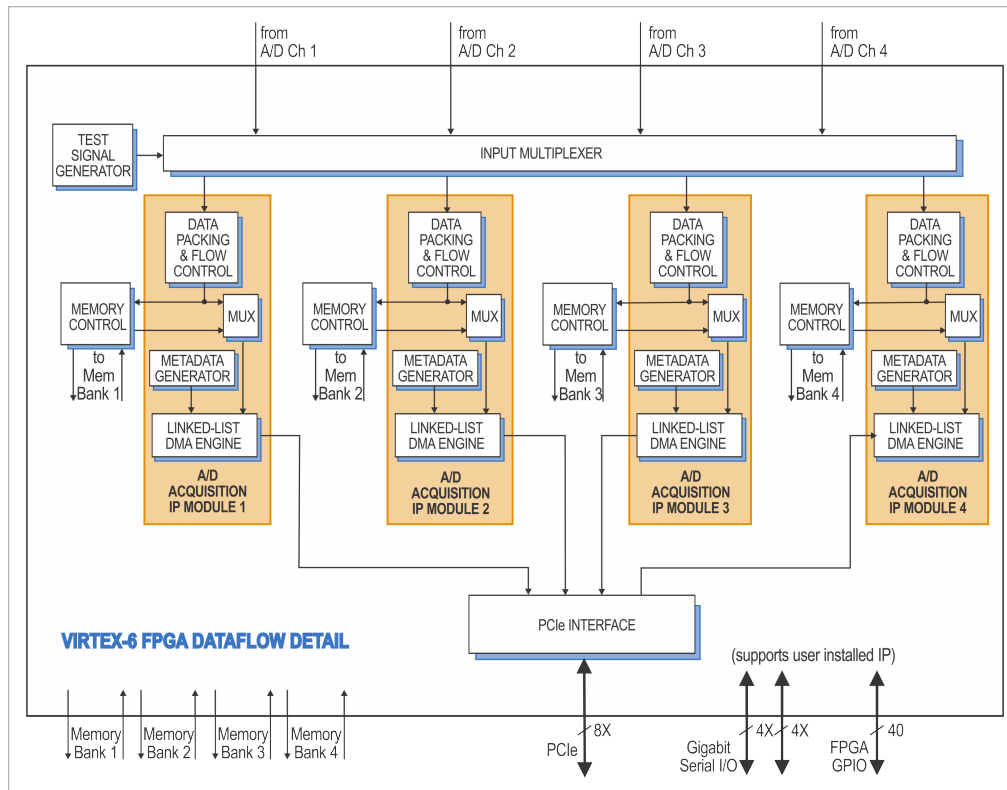 from
A/D Ch 1
from
A/D Ch 2
from
A/D Ch 3
from
A/D Ch 4
TEST
SIGNAL
GENERATOR
INPUT MULTIPLEXER
DATA
PACKING
& FLOW
CONTROL
MEMORY
CONTROL
MUX
to
Mem
Bank 1
METADATA
GENERATOR
LINKED-LIST
DMA ENGINE
A/D
ACQUISITION
IP MODULE 1
DATA
PACKING
& FLOW
CONTROL
MEMORY
CONTROL
MUX
to
Mem
Bank 2
METADATA
GENERATOR
LINKED-LIST
DMA ENGINE
A/D
ACQUISITION
IP MODULE 2
DATA
PACKING
& FLOW
CONTROL
MEMORY
CONTROL
MUX
to
Mem
Bank 3
METADATA
GENERATOR
LINKED-LIST
DMA ENGINE
A/D
ACQUISITION
IP MODULE 3
DATA
PACKING
& FLOW
CONTROL
MEMORY
CONTROL
MUX
to
Mem
Bank 4
METADATA
GENERATOR
LINKED-LIST
DMA ENGINE
A/D
ACQUISITION
IP MODULE 4
PCIe INTERFACE
VIRTEX-6 FPGA DATAFLOW DETAIL
(supports user installed IP)
Memory
Bank 1
Memory
Bank 2
Memory
Bank 3
Memory
Bank 4
8X
PCIe
4X
4X
Gigabit
Serial I/O
40
FPGA
GPIO